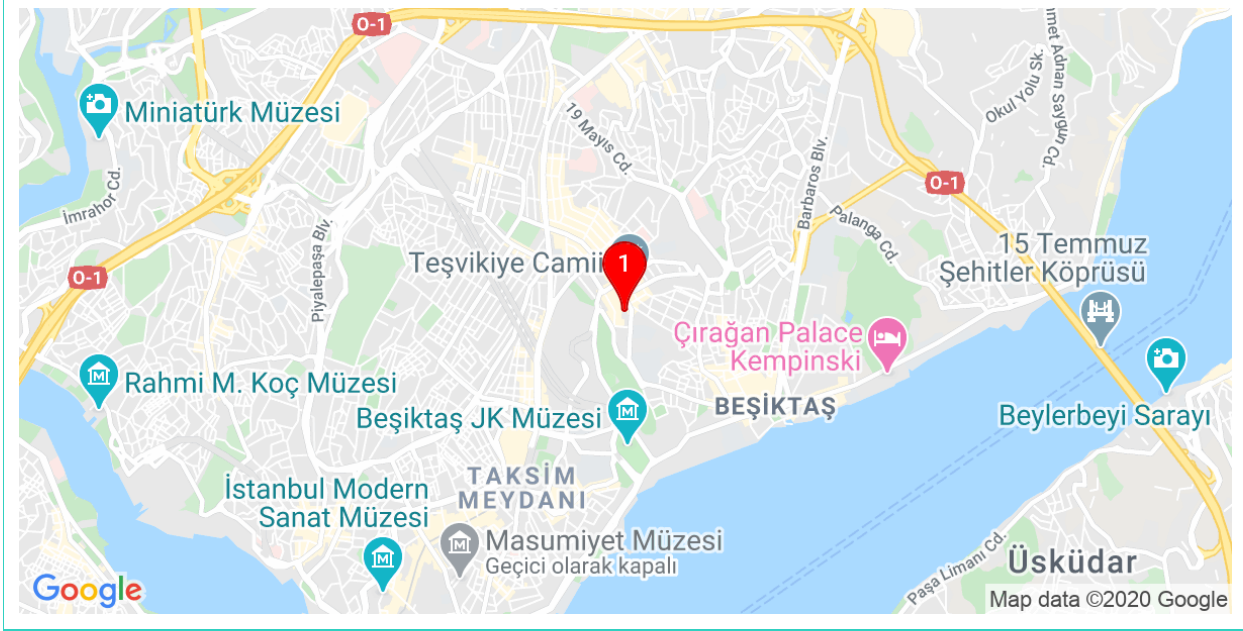 O-1
Miniatürk Müzesi
19 Mayıs Cd.
Okul Yolu Sk.
met Adnan Saygun Cd.
İmrahor Cd.
O-1
Barbaros Blv.
Palanga Cd.
Piyalepaşa Blv.
Teşvikiye Camii
1
15 Temmuz
Şehitler Köprüsü
O-1
Çırağan Palace
Kempinski
Rahmi M. Koç Müzesi
Beşiktaş JK Müzesi
BEŞİKTAŞ
Beylerbeyi Sarayı
TAKSİM
MEYDANI
İstanbul Modern
Sanat Müzesi
Masumiyet Müzesi
Geçici olarak kapalı
Paşa Limanı Cd.
Üsküdar
Google
Map data ©2020 Google